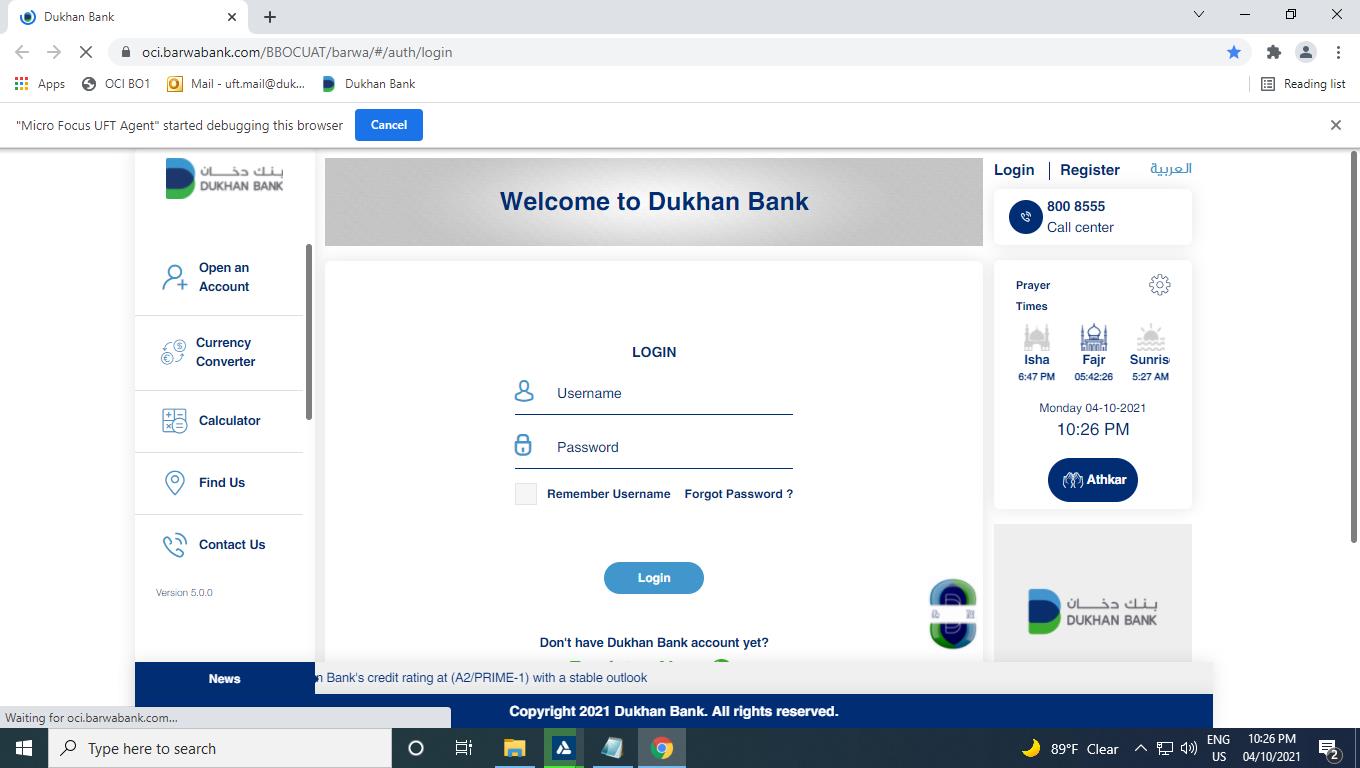 Dukhan Bank
oci.barwabank.com/BBOCUAT/barwa/#/auth/login
Apps
OCI BO1
Mail - uft.mail@duk...
Dukhan Bank
Reading list
"Micro Focus UFT Agent" started debugging this browser
Cancel
بنك دخان
DUKHAN BANK
Open an
Account
Currency
Converter
Calculator
Find Us
Contact Us
Version 5.0.0
Welcome to Dukhan Bank
LOGIN
Username
Password
Remember Username
Forgot Password ?
Login
Don't have Dukhan Bank account yet?
Login
Register
العربية
800 8555
Call center
Prayer
Times
Isha
Fajr
Sunris
6:47 PM
05:42:26
5:27 AM
Monday 04-10-2021
10:26 PM
Athkar
بنك دخان
DUKHAN BANK
News
n Bank's credit rating at (A2/PRIME-1) with a stable outlook
Waiting for oci.barwabank.com...
Copyright 2021 Dukhan Bank. All rights reserved.
Type here to search
89°F Clear
ENG
US
10:26 PM
04/10/2021
2